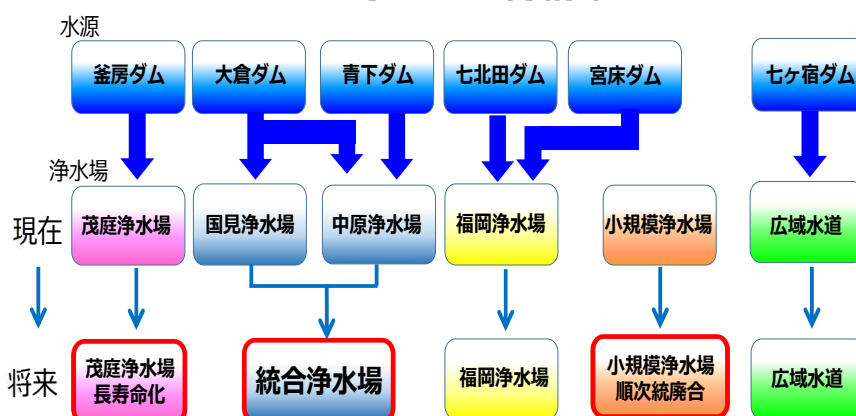 水源
釜房ダム
大倉ダム
青下ダム
七北田ダム
宮床ダム
七ヶ宿ダム
浄水場
現在
茂庭浄水場
国見浄水場
中原浄水場
福岡浄水場
小規模浄水場
広域水道
将来
茂庭浄水場
長寿命化
統合浄水場
福岡浄水場
小規模浄水場
順次統廃合
広域水道